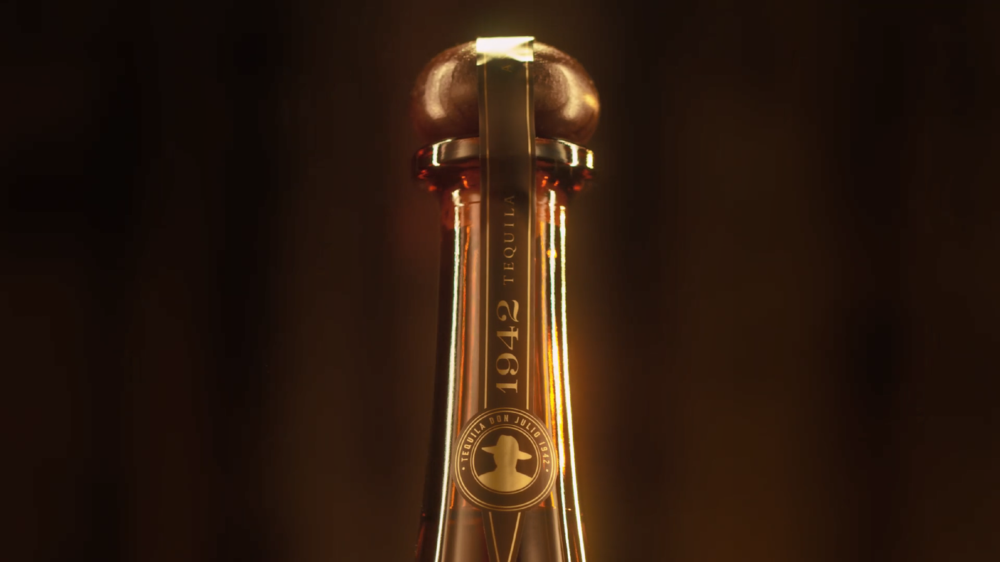 1942 TEQUILA
• TEQUILA DON JULIO 1942 •